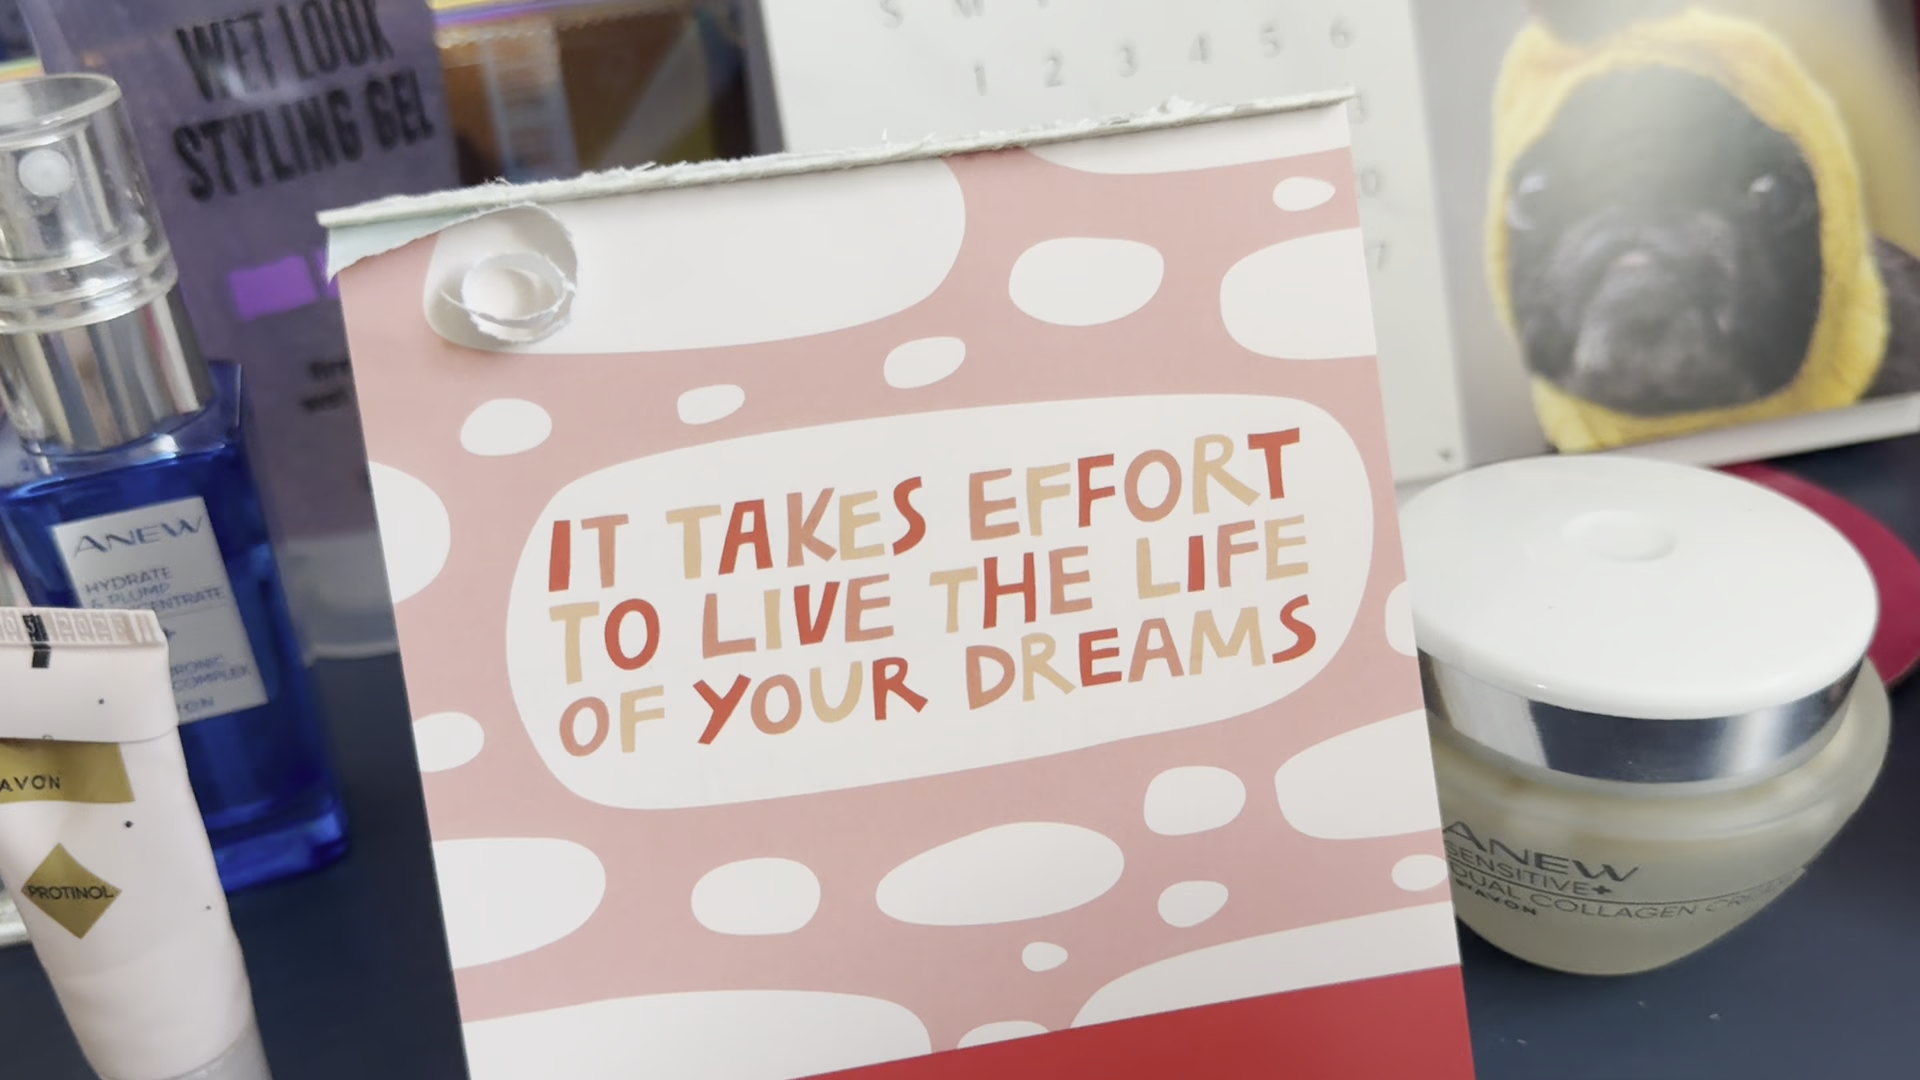 WET LOOK
STYLING GEL
S M
1 2 3 4 5 6
IT TAKES EFFORT
TO LIVE THE LIFE
OF YOUR DREAMS
ANEW
HYDRATE
& PLUMP
AVON
PROTINOL
ANEW
SENSITIVE+
DUAL COLLAGEN
BY AVON